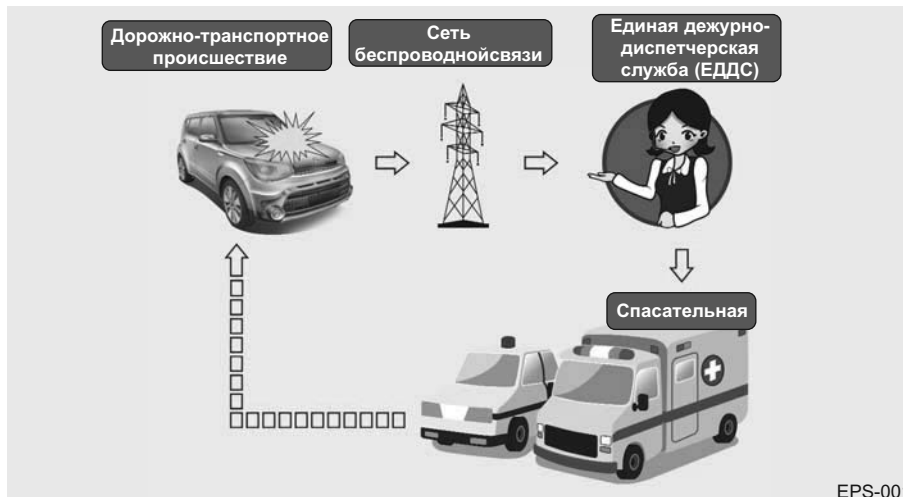 Дорожно-транспортное
происшествие
Сеть
беспроводнойсвязи
Единая дежурно-
диспетчерская
служба (ЕДДС)
Спасательная
EPS-00